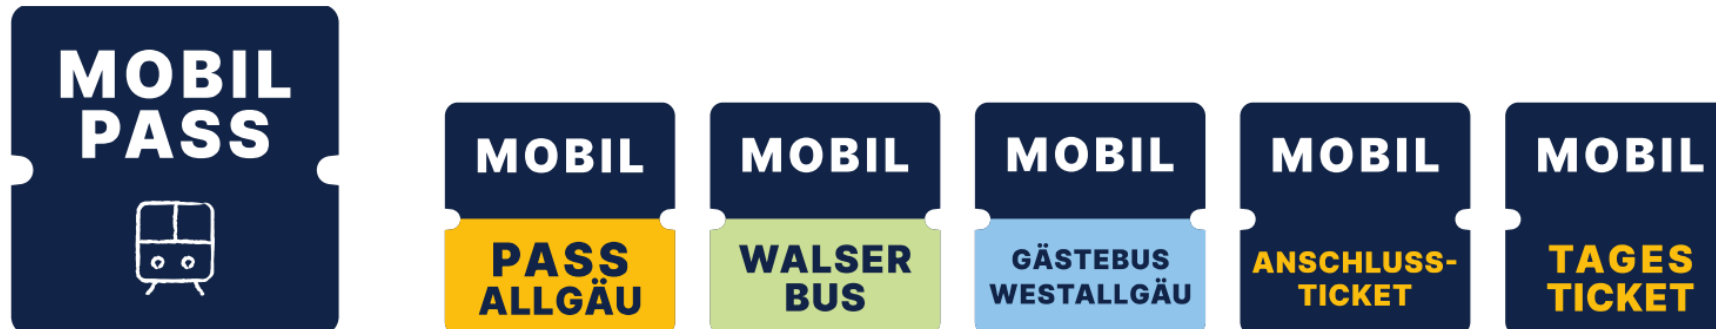 MOBIL
PASS
MOBIL
PASS
ALLGÄU
MOBIL
WALSER
BUS
MOBIL
GÄSTEBUS
WESTALLGÄU
MOBIL
ANSCHLUSS-
TICKET
MOBIL
TAGES
TICKET